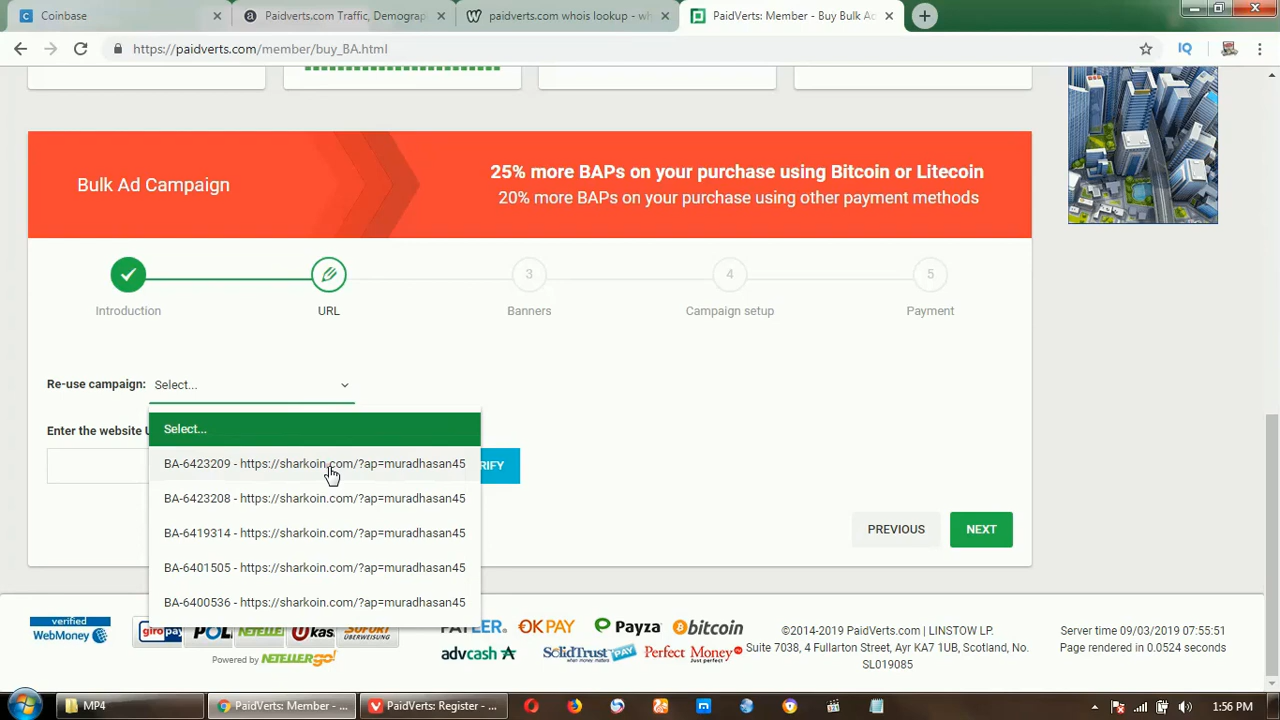 Coinbase
Paidverts.com Traffic, Demograp
paidverts.com whois lookup - wh
PaidVerts: Member - Buy Bulk Ad
https://paidverts.com/member/buy_BA.html
Bulk Ad Campaign
25% more BAPs on your purchase using Bitcoin or Litecoin
20% more BAPs on your purchase using other payment methods
3
4
5
Introduction
URL
Banners
Campaign setup
Payment
Re-use campaign:
Select...
Select...
Enter the website U
BA-6423209 - https://sharkoin.com/?ap=muradhasan45
RIFY
BA-6423208 - https://sharkoin.com/?ap=muradhasan45
BA-6419314 - https://sharkoin.com/?ap=muradhasan45
PREVIOUS
NEXT
BA-6401505 - https://sharkoin.com/?ap=muradhasan45
BA-6400536 - https://sharkoin.com/?ap=muradhasan45
verified
WebMoney
giropay
NETELLER
PAYEER
OKPAY
Payza
bitcoin
Powered by NETELLERgo!
advcash
SolidTrustPAY
Perfect Money
©2014-2019 PaidVerts.com | LINSTOW LP.
Suite 7038, 4 Fullarton Street, Ayr KA7 1UB, Scotland, No.
SL019085
Server time 09/03/2019 07:55:51
Page rendered in 0.0524 seconds
MP4
PaidVerts: Member - ...
PaidVerts: Register - ...
1:56 PM